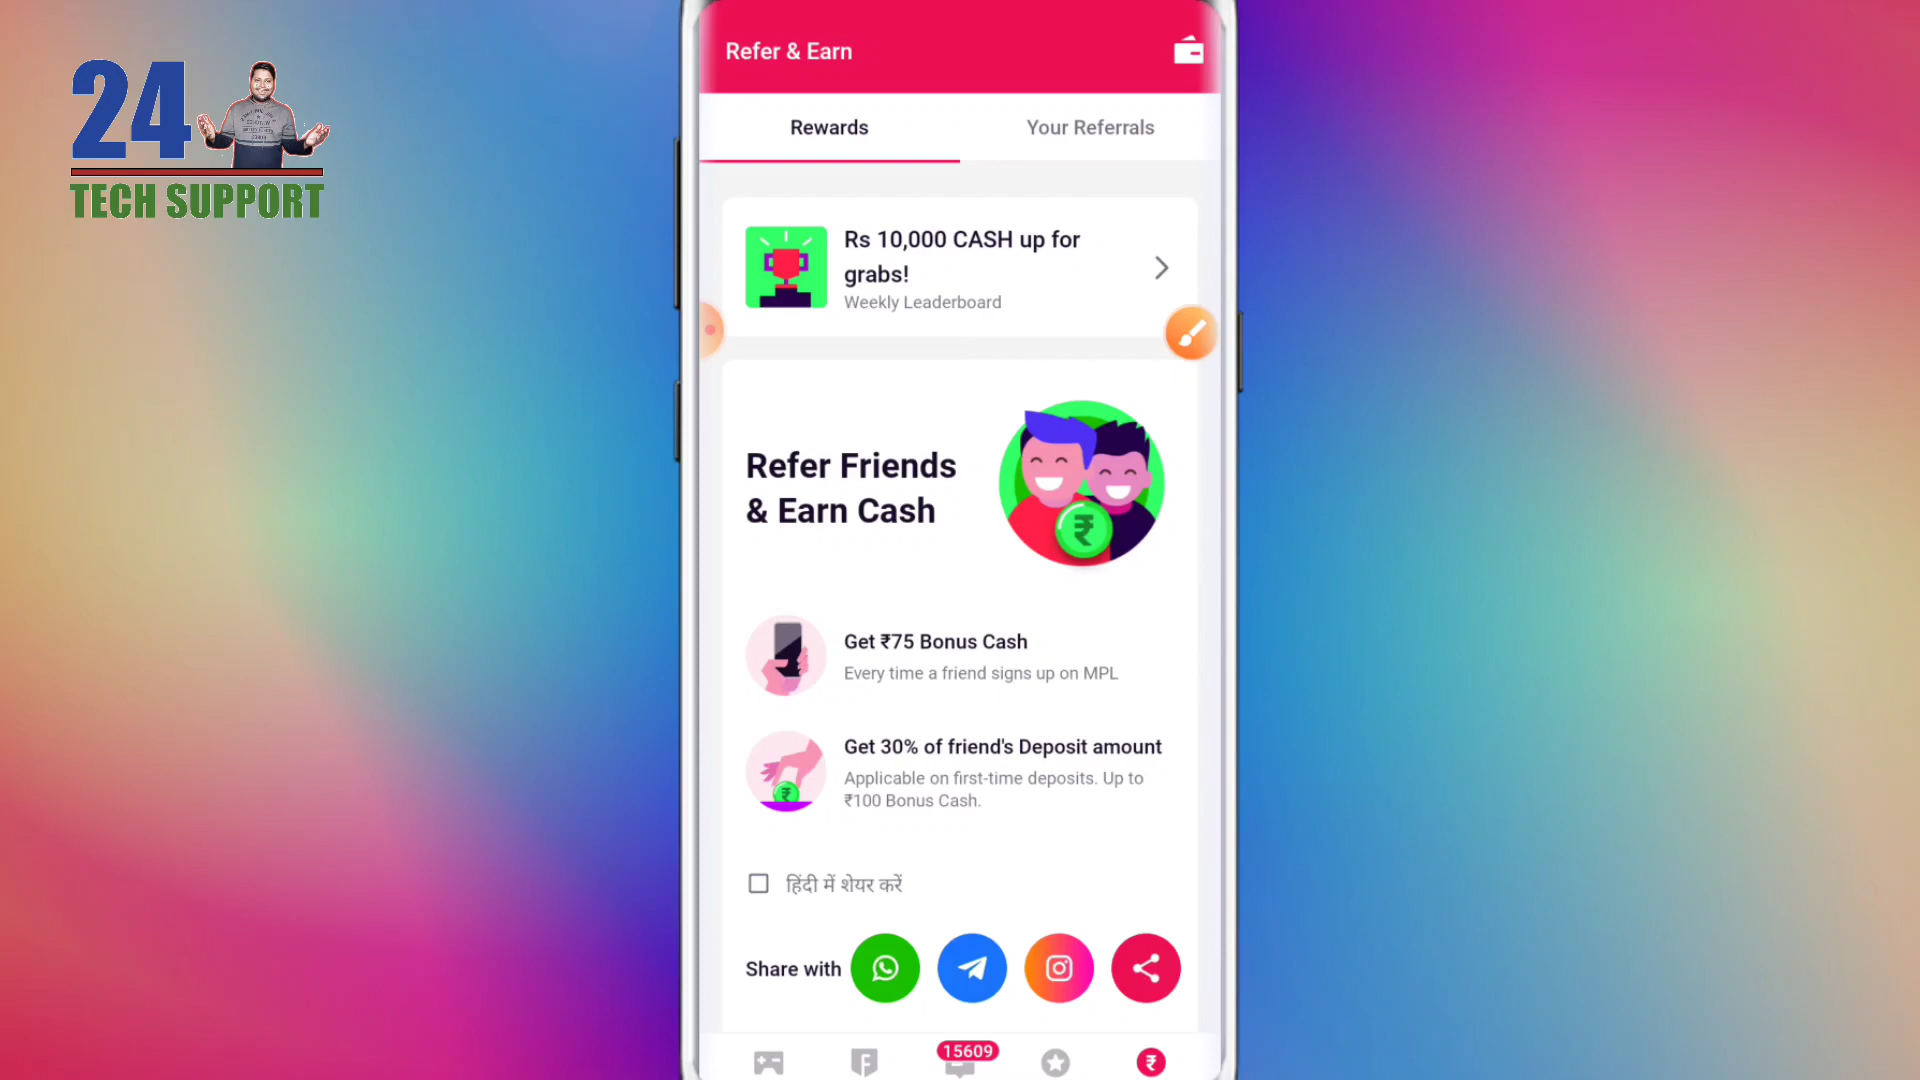 24
TECH SUPPORT
Refer & Earn
Rewards
Your Referrals
Rs 10,000 CASH up for
grabs!
Weekly Leaderboard
Refer Friends
& Earn Cash
₹
Get ₹75 Bonus Cash
Every time a friend signs up on MPL
Get 30% of friend's Deposit amount
Applicable on first-time deposits. Up to
₹100 Bonus Cash.
₹
हिंदी में शेयर करें
Share with
15609
F
₹